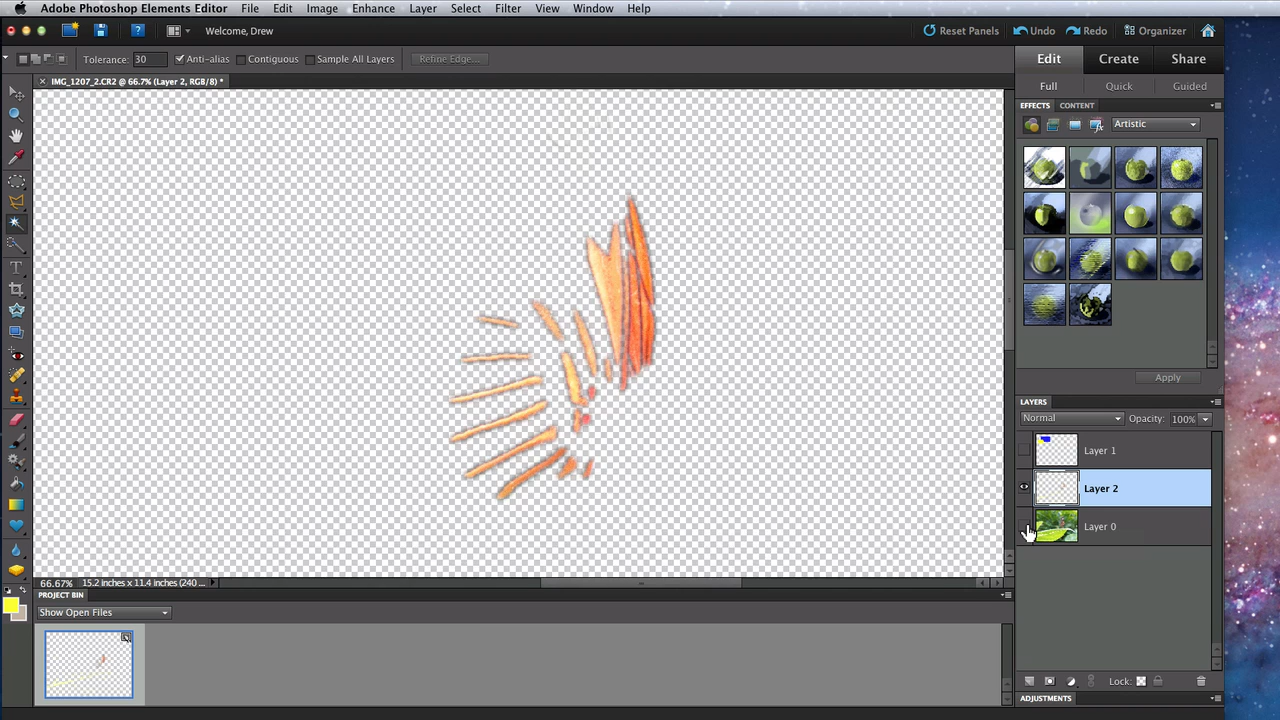 Adobe Photoshop Elements Editor File Edit Image Enhance Layer Select Filter View Window Help
Welcome, Drew Reset Panels Undo Redo Organizer
Tolerance: 30 Anti-alias Contiguous Sample All Layers Refine Edge...
Edit Create Share
IMG_1207_2.CR2 @ 66.7% (Layer 2, RGB/8) *
Full Quick Guided
EFFECTS CONTENT
Artistic
Apply
LAYERS
Normal Opacity: 100%
Layer 1
Layer 2
Layer 0
66.67% 15.2 inches x 11.4 inches (240 ...
PROJECT BIN
Show Open Files
Lock:
ADJUSTMENTS